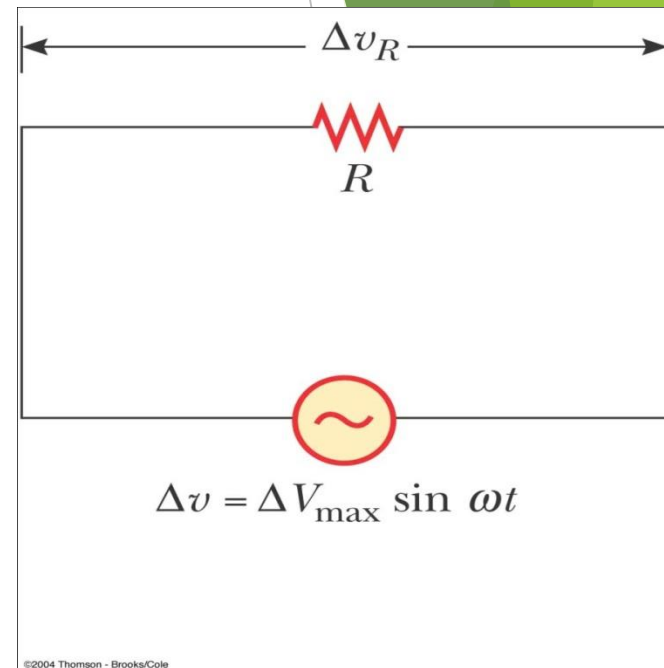 Δv_R
R
Δv = ΔV_max sin ωt
©2004 Thomson - Brooks/Cole